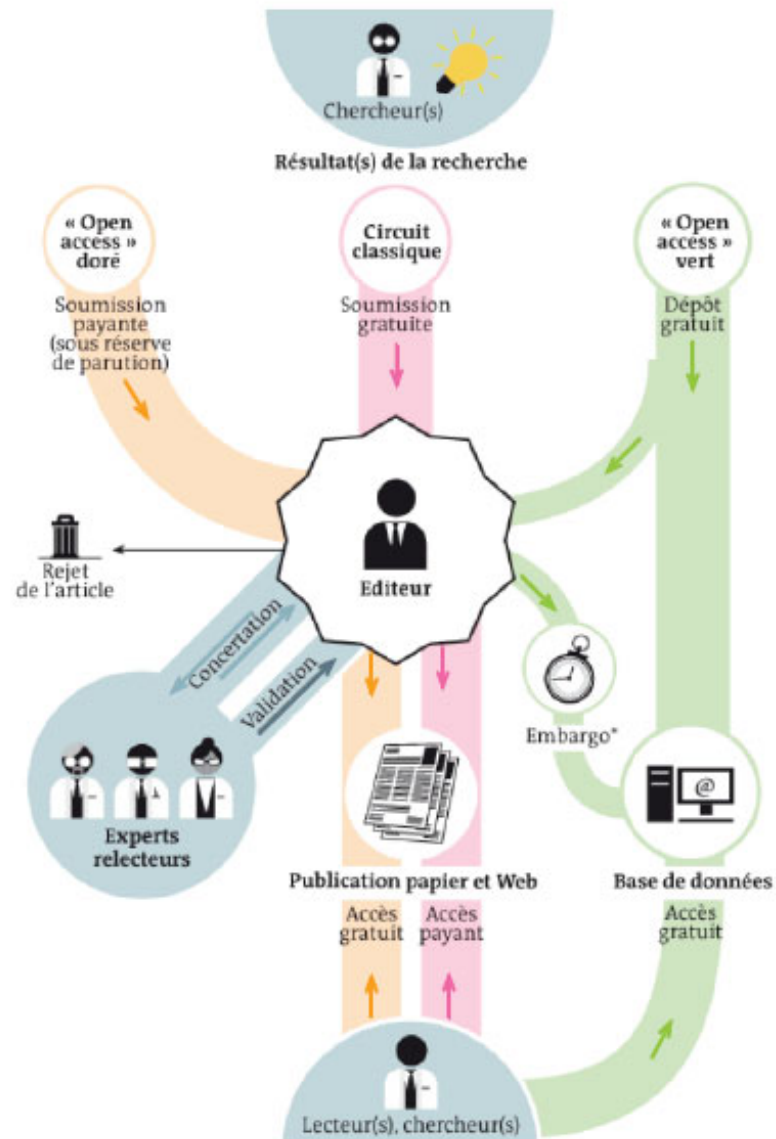 Chercheur(s)
Résultat(s) de la recherche
« Open
access »
doré
Circuit
classique
« Open
access »
vert
Soumission
payante
(sous réserve
de parution)
Soumission
gratuite
Dépôt
gratuit
Rejet
de l'article
Editeur
Concertation
Validation
Embargo*
@
Experts
relecteurs
Publication papier et Web
Base de données
Accès
gratuit
Accès
payant
Accès
gratuit
Lecteur(s), chercheur(s)